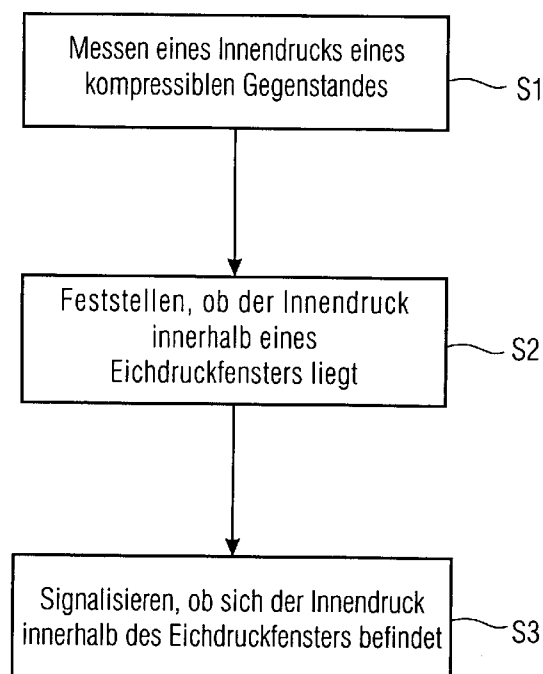 Messen eines Innendrucks eines
kompressiblen Gegenstandes
S1
Feststellen, ob der Innendruck
innerhalb eines
Eichdruckfensters liegt
S2
Signalisieren, ob sich der Innendruck
innerhalb des Eichdruckfensters befindet
S3